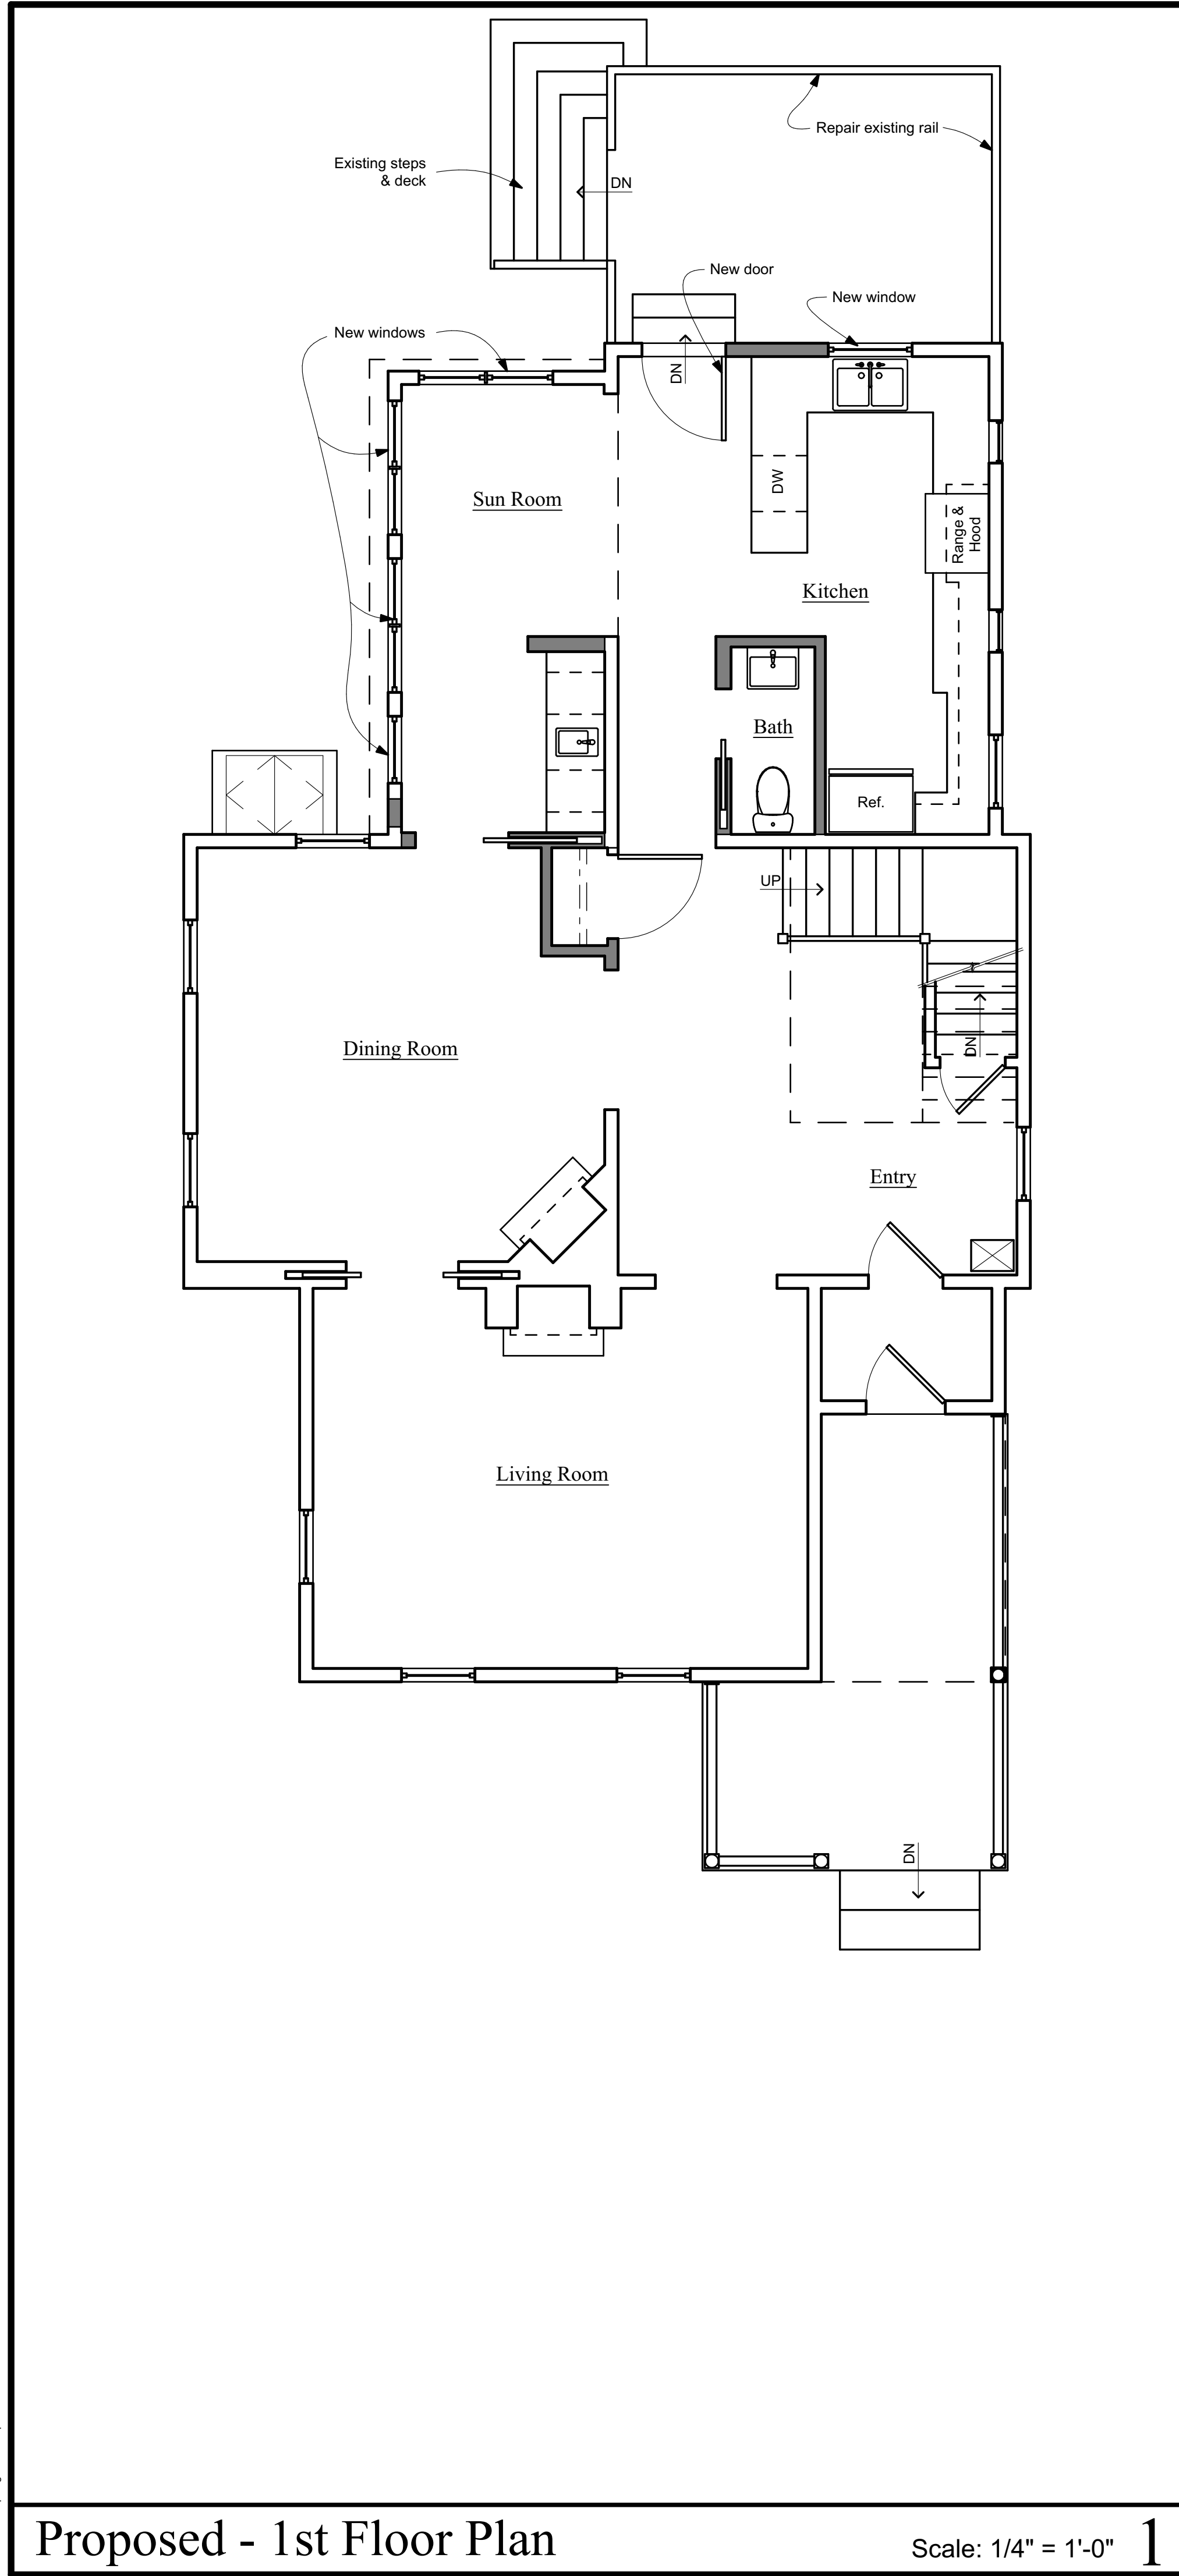 Repair existing rail
Existing steps
& deck
DN
New door
New window
New windows
DN
DW
Sun Room
Range &
Hood
Kitchen
Bath
Ref.
UP
Dining Room
DN
Entry
Living Room
DN
Proposed - 1st Floor Plan
Scale: 1/4" = 1'-0"
1